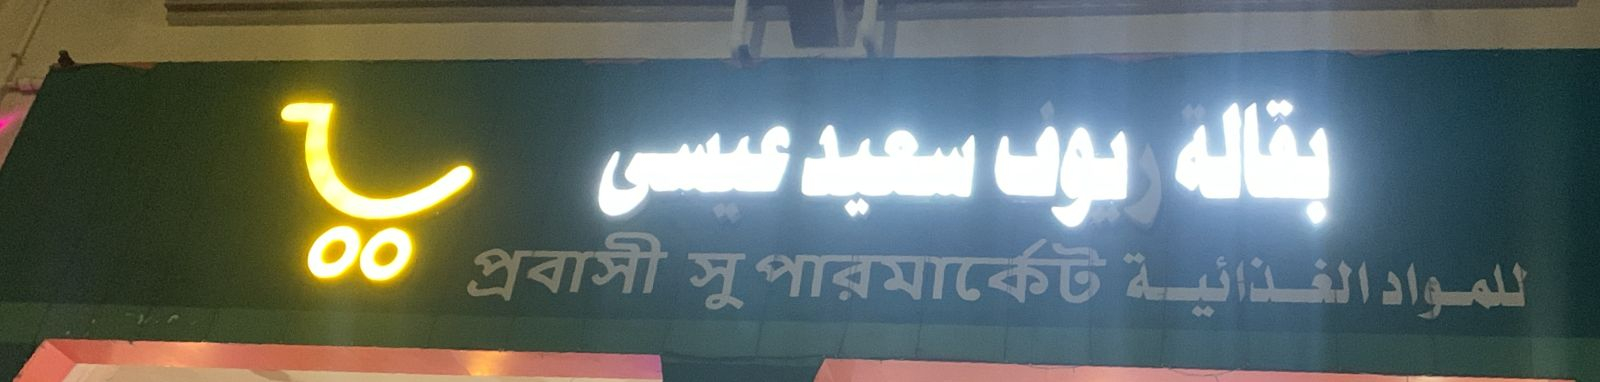 بقالة ريوف سعيد عيسى
للمواد الغذائية প্রবাসী সুপারমার্কেট